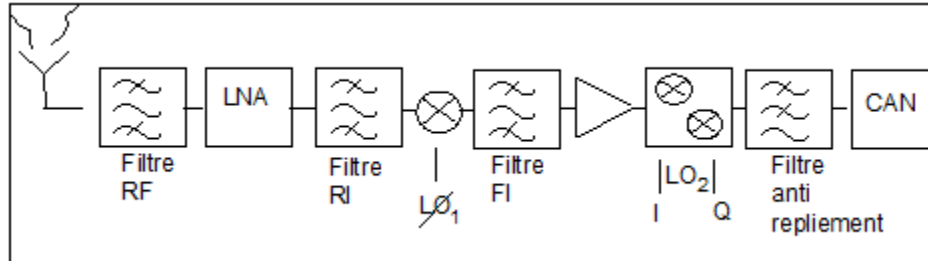 LNA
CAN
Filtre
RF
Filtre
RI
LO1
Filtre
FI
I
LO2
Q
Filtre
anti
repliement